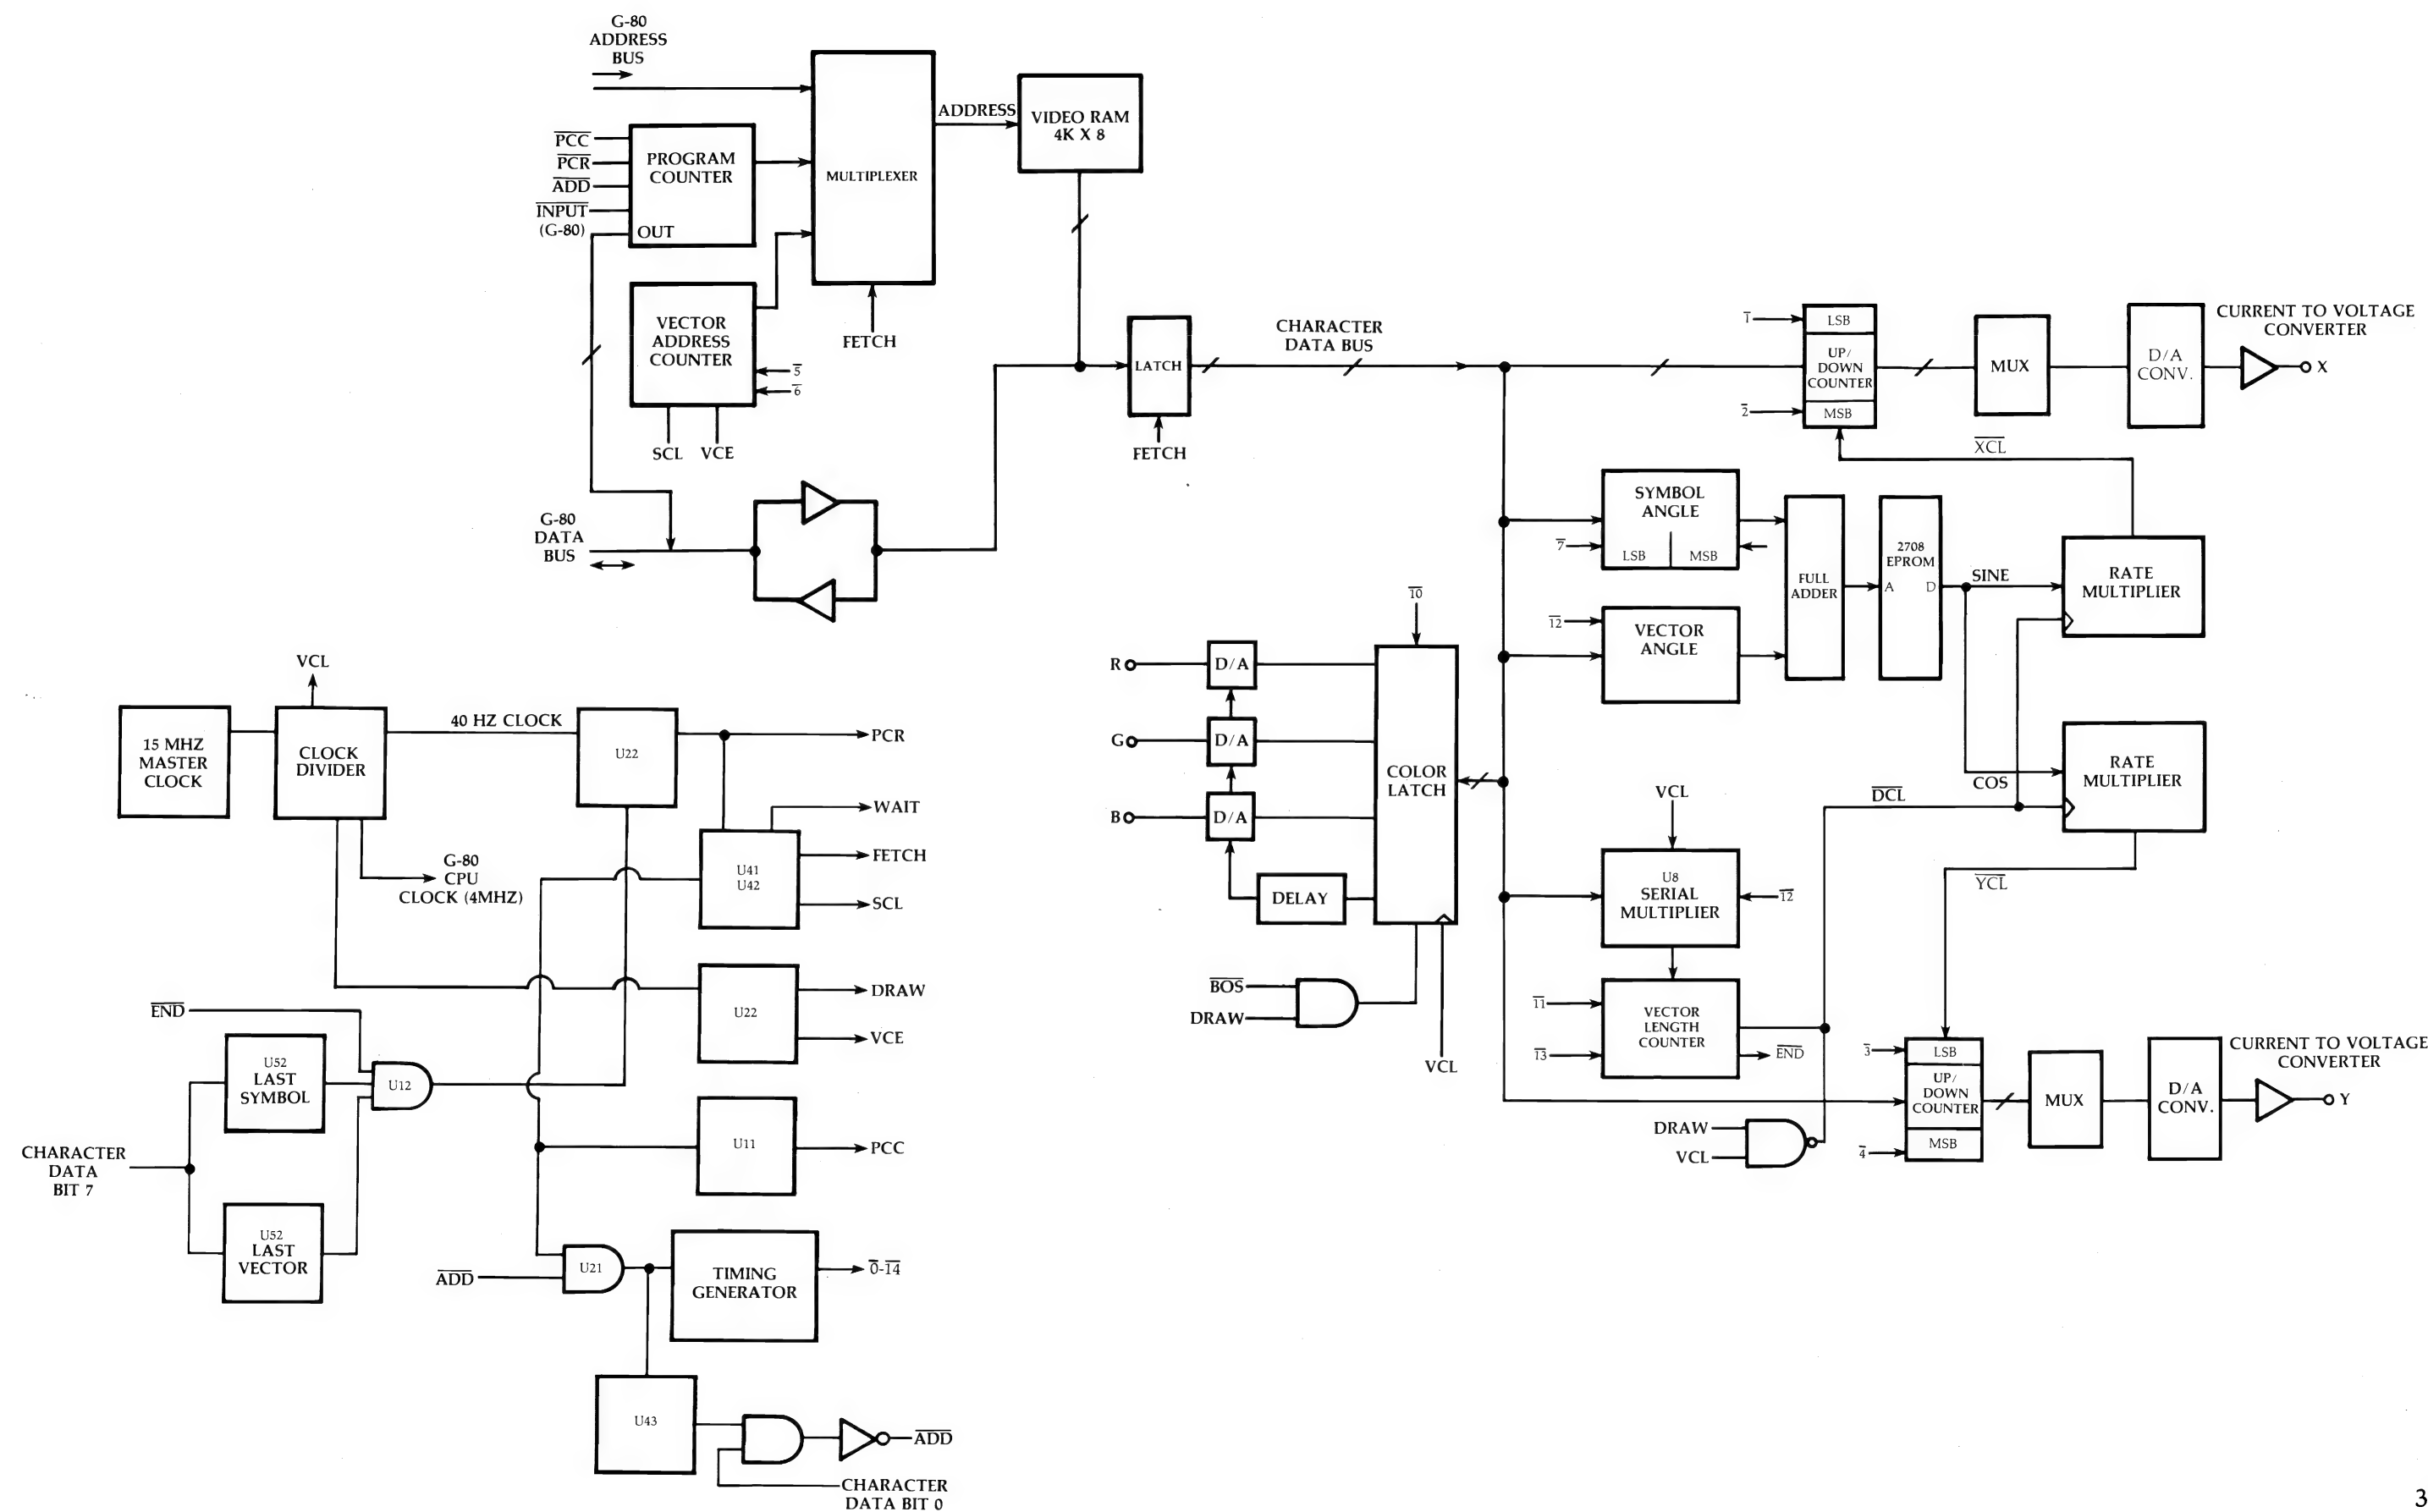 G-80
ADDRESS
BUS
PCC
PCR
ADD
INPUT
(G-80)
PROGRAM
COUNTER
OUT
MULTIPLEXER
ADDRESS
VIDEO RAM
4K X 8
VECTOR
ADDRESS
COUNTER
5
6
SCL VCE
FETCH
G-80
DATA
BUS
LATCH
FETCH
CHARACTER
DATA BUS
1
LSB
UP/
DOWN
COUNTER
2
MSB
MUX
D/A
CONV.
CURRENT TO VOLTAGE
CONVERTER
X
XCL
SYMBOL
ANGLE
7
LSB
MSB
12
VECTOR
ANGLE
FULL
ADDER
2708
EPROM
A D
SINE
RATE
MULTIPLIER
COS
RATE
MULTIPLIER
DCL
YCL
10
R
D/A
G
D/A
B
D/A
COLOR
LATCH
DELAY
BOS
DRAW
VCL
VCL
U8
SERIAL
MULTIPLIER
12
11
13
VECTOR
LENGTH
COUNTER
END
DRAW
VCL
3
LSB
UP/
DOWN
COUNTER
4
MSB
MUX
D/A
CONV.
CURRENT TO VOLTAGE
CONVERTER
Y
VCL
15 MHZ
MASTER
CLOCK
CLOCK
DIVIDER
40 HZ CLOCK
U22
PCR
WAIT
G-80
CPU
CLOCK (4MHZ)
U41
U42
FETCH
SCL
U22
DRAW
VCE
END
U52
LAST
SYMBOL
U12
CHARACTER
DATA
BIT 7
U52
LAST
VECTOR
U11
PCC
ADD
U21
TIMING
GENERATOR
0-14
U43
ADD
CHARACTER
DATA BIT 0
3